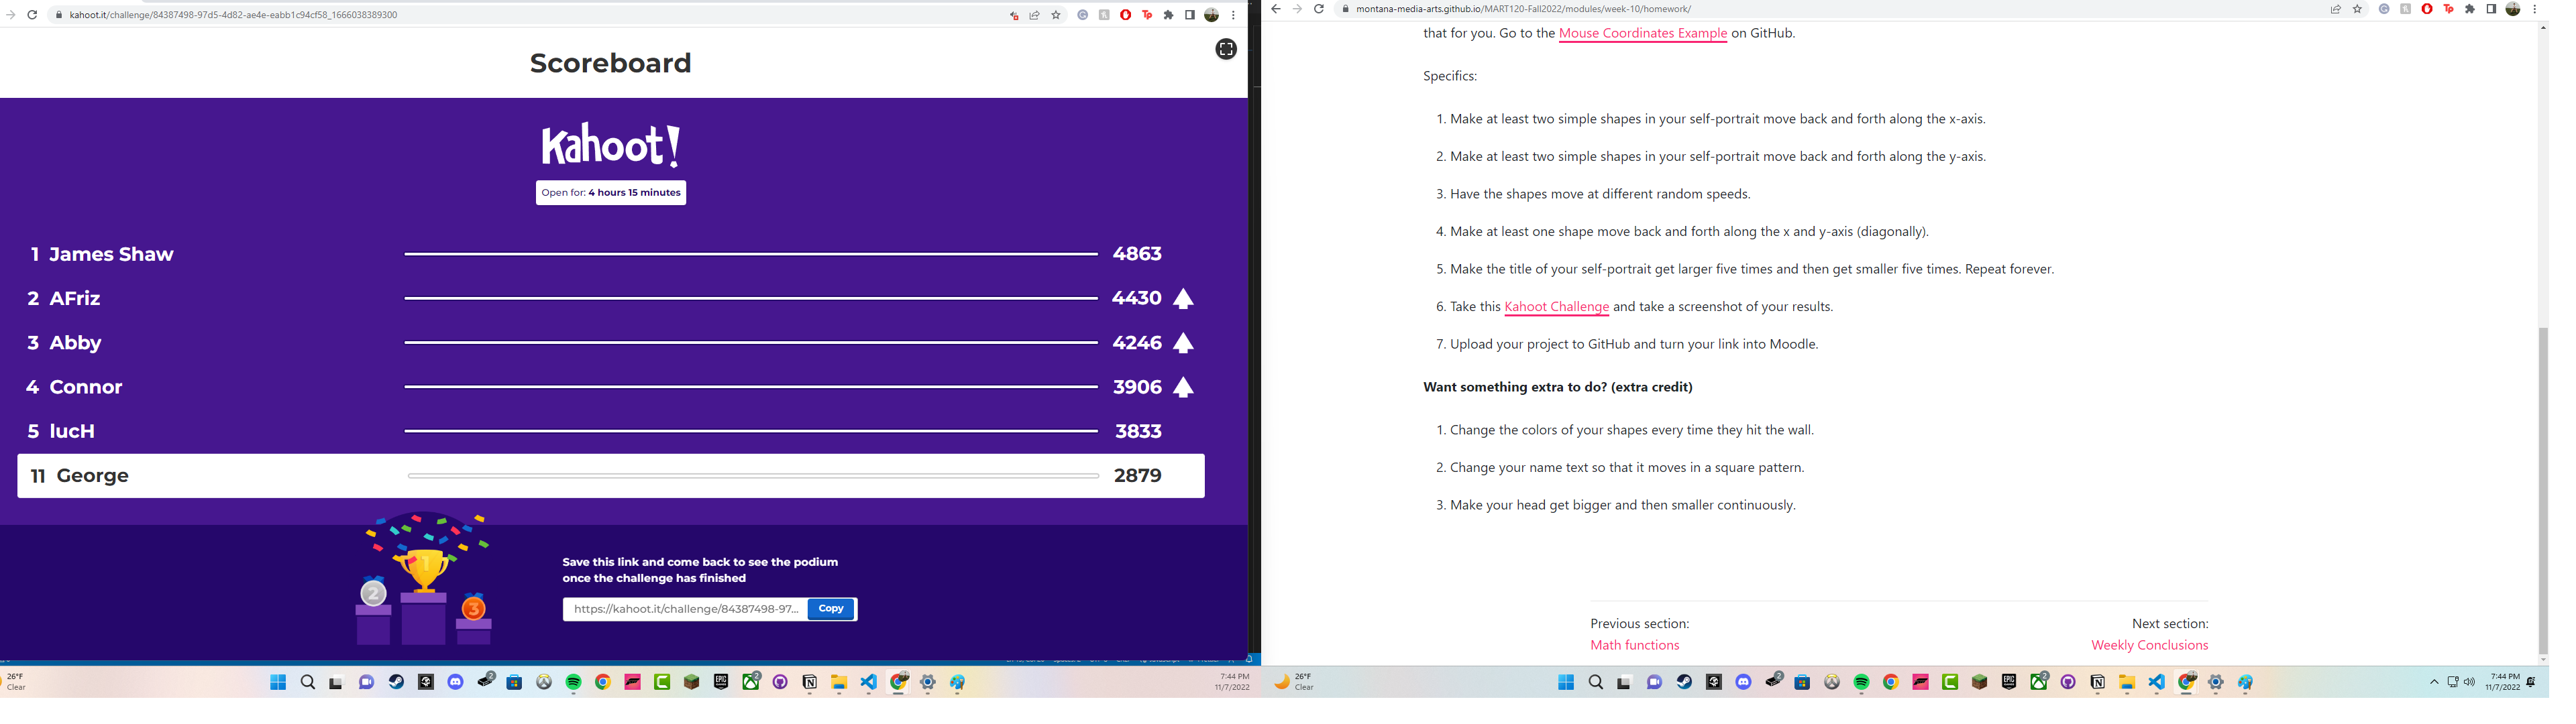 kahoot.it/challenge/84387498-97d5-4d82-ae4e-eabb1c94cf58_1666038389300
Scoreboard
Kahoot!
Open for: 4 hours 15 minutes
1 James Shaw 4863
2 AFriz 4430
3 Abby 4246
4 Connor 3906
5 lucH 3833
11 George 2879
1
2
3
Save this link and come back to see the podium
once the challenge has finished
https://kahoot.it/challenge/84387498-97... Copy
26°F
Clear
EPIC
7:44 PM
11/7/2022
montana-media-arts.github.io/MART120-Fall2022/modules/week-10/homework/
that for you. Go to the Mouse Coordinates Example on GitHub.
Specifics:
1. Make at least two simple shapes in your self-portrait move back and forth along the x-axis.
2. Make at least two simple shapes in your self-portrait move back and forth along the y-axis.
3. Have the shapes move at different random speeds.
4. Make at least one shape move back and forth along the x and y-axis (diagonally).
5. Make the title of your self-portrait get larger five times and then get smaller five times. Repeat forever.
6. Take this Kahoot Challenge and take a screenshot of your results.
7. Upload your project to GitHub and turn your link into Moodle.
Want something extra to do? (extra credit)
1. Change the colors of your shapes every time they hit the wall.
2. Change your name text so that it moves in a square pattern.
3. Make your head get bigger and then smaller continuously.
Previous section:
Math functions
Next section:
Weekly Conclusions
26°F
Clear
EPIC
7:44 PM
11/7/2022